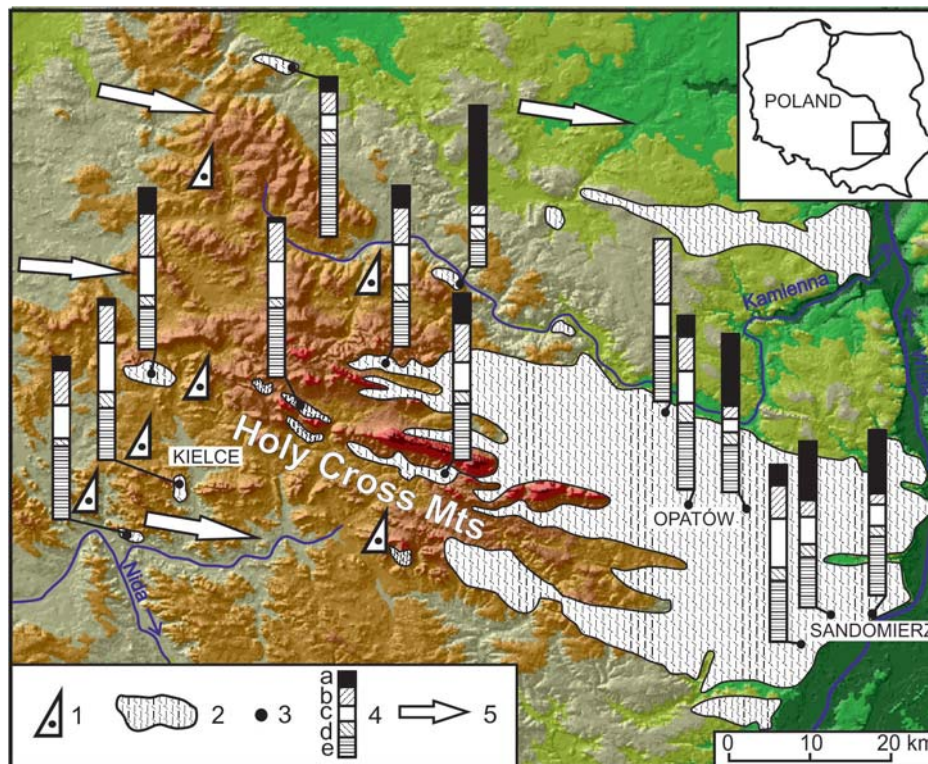 POLAND
Kamienna
KIELCE
Holy Cross Mts
OPATÓW
Nida
SANDOMIERZ
a
b
c
d
e
1
2
3
4
5
0 10 20 km